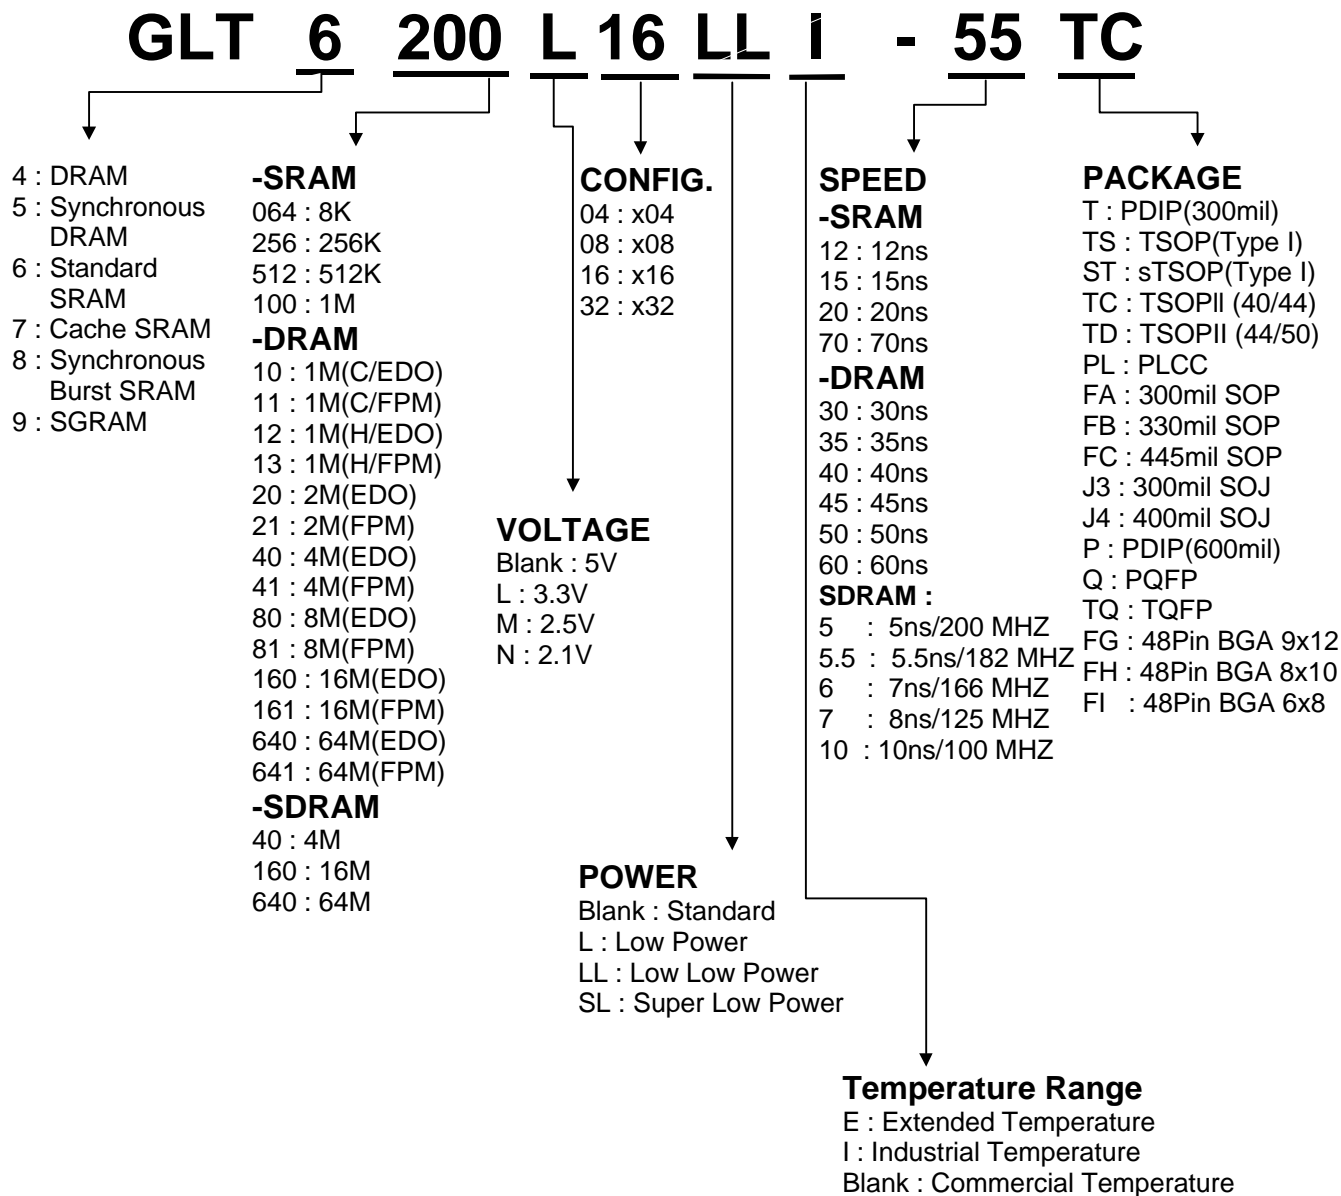 GLT 6 200 L 16 LL I - 55 TC
4 : DRAM
5 : Synchronous
DRAM
6 : Standard
SRAM
7 : Cache SRAM
8 : Synchronous
Burst SRAM
9 : SGRAM
-SRAM
064 : 8K
256 : 256K
512 : 512K
100 : 1M
-DRAM
10 : 1M(C/EDO)
11 : 1M(C/FPM)
12 : 1M(H/EDO)
13 : 1M(H/FPM)
20 : 2M(EDO)
21 : 2M(FPM)
40 : 4M(EDO)
41 : 4M(FPM)
80 : 8M(EDO)
81 : 8M(FPM)
160 : 16M(EDO)
161 : 16M(FPM)
640 : 64M(EDO)
641 : 64M(FPM)
-SDRAM
40 : 4M
160 : 16M
640 : 64M
VOLTAGE
Blank : 5V
L : 3.3V
M : 2.5V
N : 2.1V
CONFIG.
04 : x04
08 : x08
16 : x16
32 : x32
POWER
Blank : Standard
L : Low Power
LL : Low Low Power
SL : Super Low Power
SPEED
-SRAM
12 : 12ns
15 : 15ns
20 : 20ns
70 : 70ns
-DRAM
30 : 30ns
35 : 35ns
40 : 40ns
45 : 45ns
50 : 50ns
60 : 60ns
SDRAM :
5 : 5ns/200 MHZ
5.5 : 5.5ns/182 MHZ
6 : 7ns/166 MHZ
7 : 8ns/125 MHZ
10 : 10ns/100 MHZ
PACKAGE
T : PDIP(300mil)
TS : TSOP(Type I)
ST : sTSOP(Type I)
TC : TSOPII (40/44)
TD : TSOPII (44/50)
PL : PLCC
FA : 300mil SOP
FB : 330mil SOP
FC : 445mil SOP
J3 : 300mil SOJ
J4 : 400mil SOJ
P : PDIP(600mil)
Q : PQFP
TQ : TQFP
FG : 48Pin BGA 9x12
FH : 48Pin BGA 8x10
FI : 48Pin BGA 6x8
Temperature Range
E : Extended Temperature
I : Industrial Temperature
Blank : Commercial Temperature